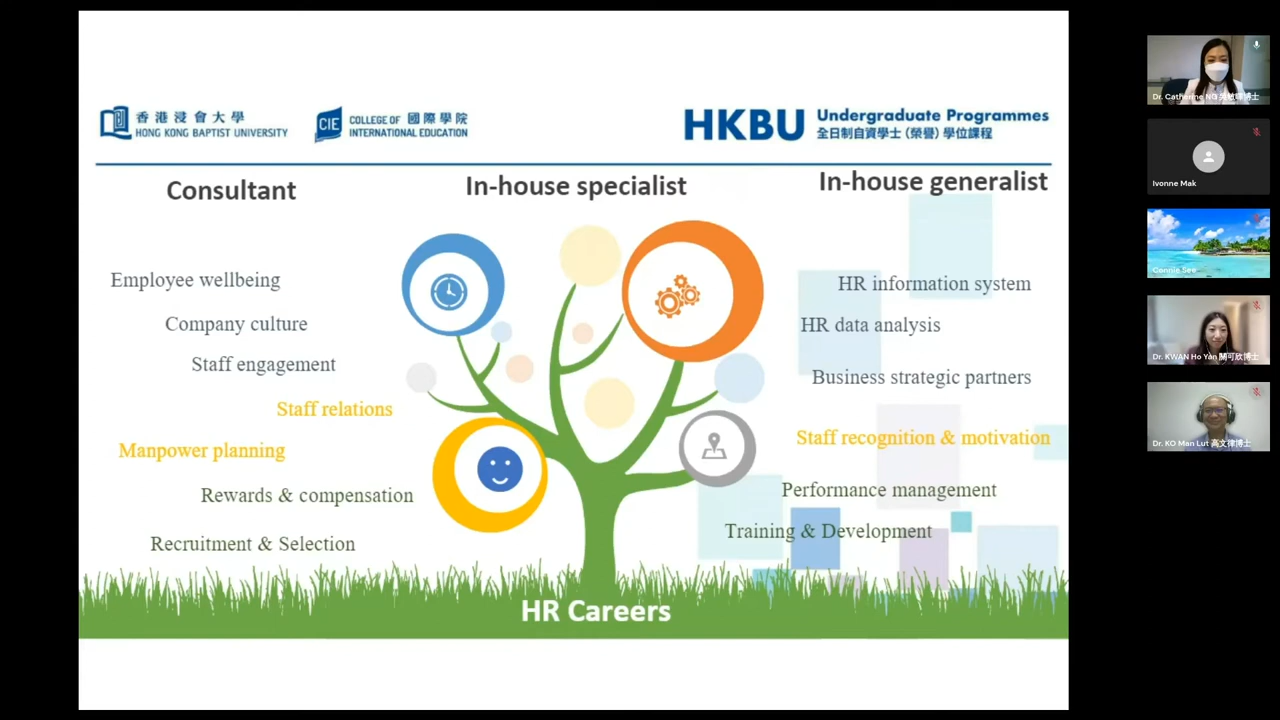 香港浸會大學
HONG KONG BAPTIST UNIVERSITY
CIE
COLLEGE OF 國際學院
INTERNATIONAL EDUCATION
HKBU
Undergraduate Programmes
全日制自資學士 (榮譽) 學位課程
Consultant
In-house specialist
In-house generalist
Employee wellbeing
Company culture
Staff engagement
Staff relations
Manpower planning
Rewards & compensation
Recruitment & Selection
HR information system
HR data analysis
Business strategic partners
Staff recognition & motivation
Performance management
Training & Development
HR Careers
Dr. Catherine NG
Ivonne Mak
Connie See
Dr. KWAN Ho Yan 關可欣博士
Dr. KO Man Lut 高文律博士